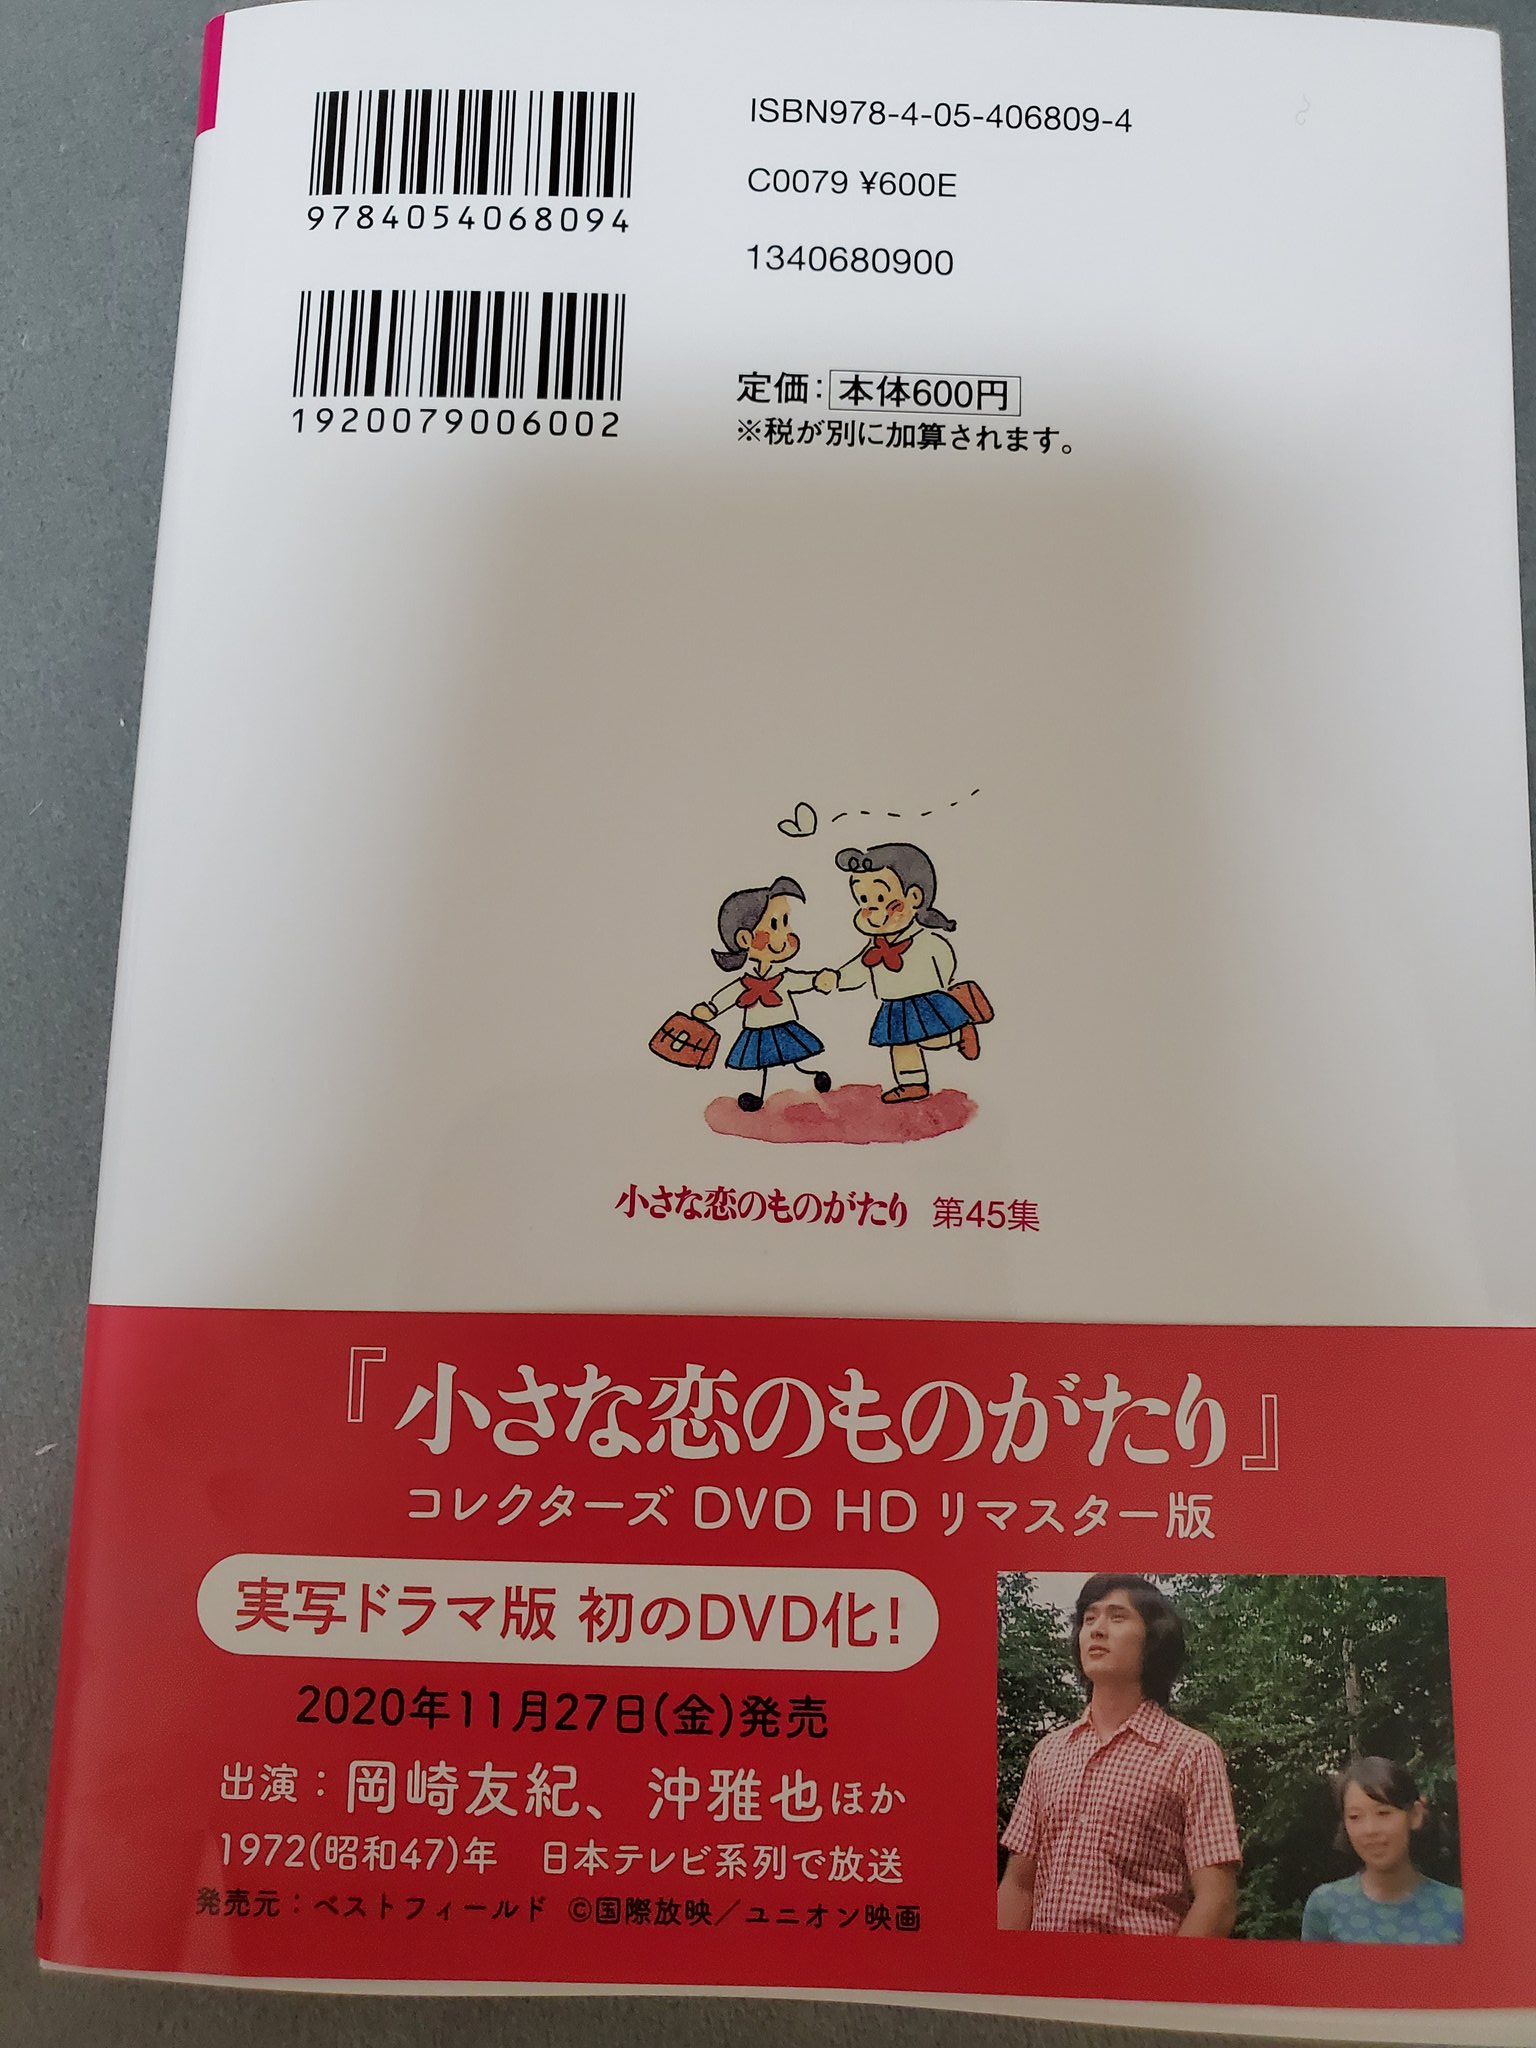 9784054068094
ISBN978-4-05-406809-4
C0079 ¥600E
1340680900
1920079006002
定価：本体600円
※税が別に加算されます。
小さな恋のものがたり 第45集
『小さな恋のものがたり』
コレクターズ DVD HD リマスター版
実写ドラマ版 初のDVD化！
2020年11月27日(金)発売
出演：岡崎友紀、沖雅也ほか
1972(昭和47)年 日本テレビ系列で放送
発売元：ベストフィールド ©国際放映／ユニオン映画